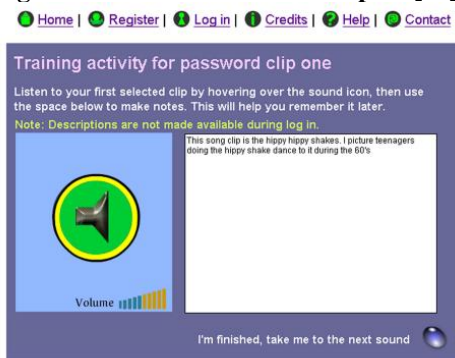 Home | Register | Log in | Credits | Help | Contact
Training activity for password clip one
Listen to your first selected clip by hovering over the sound icon, then use
the space below to make notes. This will help you remember it later.
Note: Descriptions are not made available during log in.
This song clip is the hippy hippy shakes. I picture teenagers
doing the hippy shake dance to it during the 60's
Volume
I'm finished, take me to the next sound